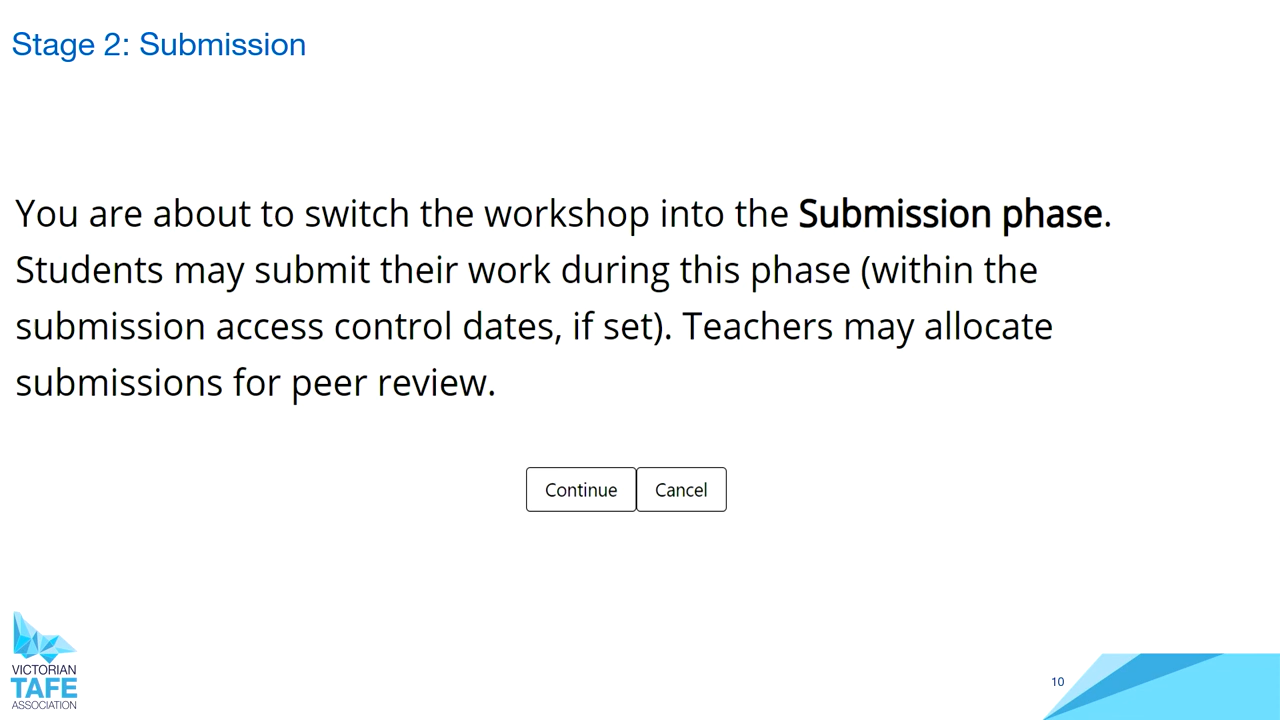 Stage 2: Submission
You are about to switch the workshop into the Submission phase.
Students may submit their work during this phase (within the
submission access control dates, if set). Teachers may allocate
submissions for peer review.
Continue
Cancel
VICTORIAN
TAFE
ASSOCIATION
10